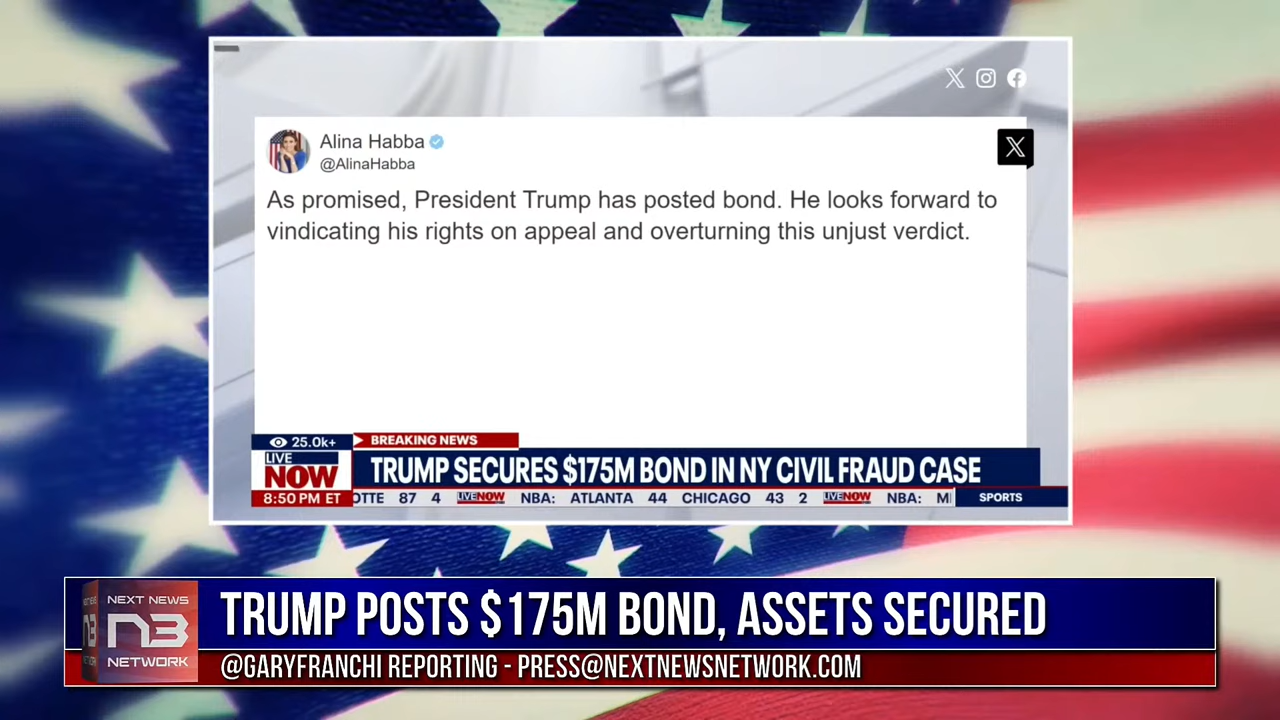 Alina Habba
@AlinaHabba
As promised, President Trump has posted bond. He looks forward to
vindicating his rights on appeal and overturning this unjust verdict.
25.0k+
BREAKING NEWS
LIVE
NOW
TRUMP SECURES $175M BOND IN NY CIVIL FRAUD CASE
8:50 PM ET
OTTE 87 4 LIVENOW NBA: ATLANTA 44 CHICAGO 43 2 LIVENOW NBA: MI
SPORTS
NEXT NEWS
N3
NETWORK
TRUMP POSTS $175M BOND, ASSETS SECURED
@GARYFRANCHI REPORTING - PRESS@NEXTNEWSNETWORK.COM